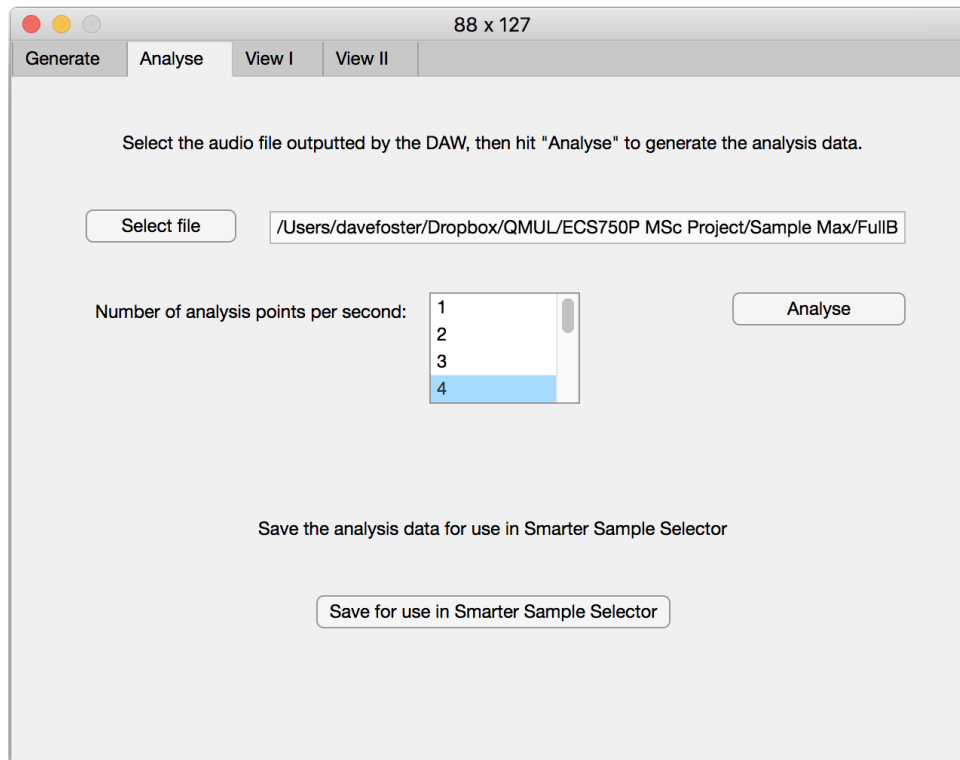 88 x 127
Generate Analyse View I View II
Select the audio file outputted by the DAW, then hit "Analyse" to generate the analysis data.
Select file /Users/davefoster/Dropbox/QMUL/ECS750P MSc Project/Sample Max/FullB
Number of analysis points per second: 1 Analyse
2
3
4
Save the analysis data for use in Smarter Sample Selector
Save for use in Smarter Sample Selector